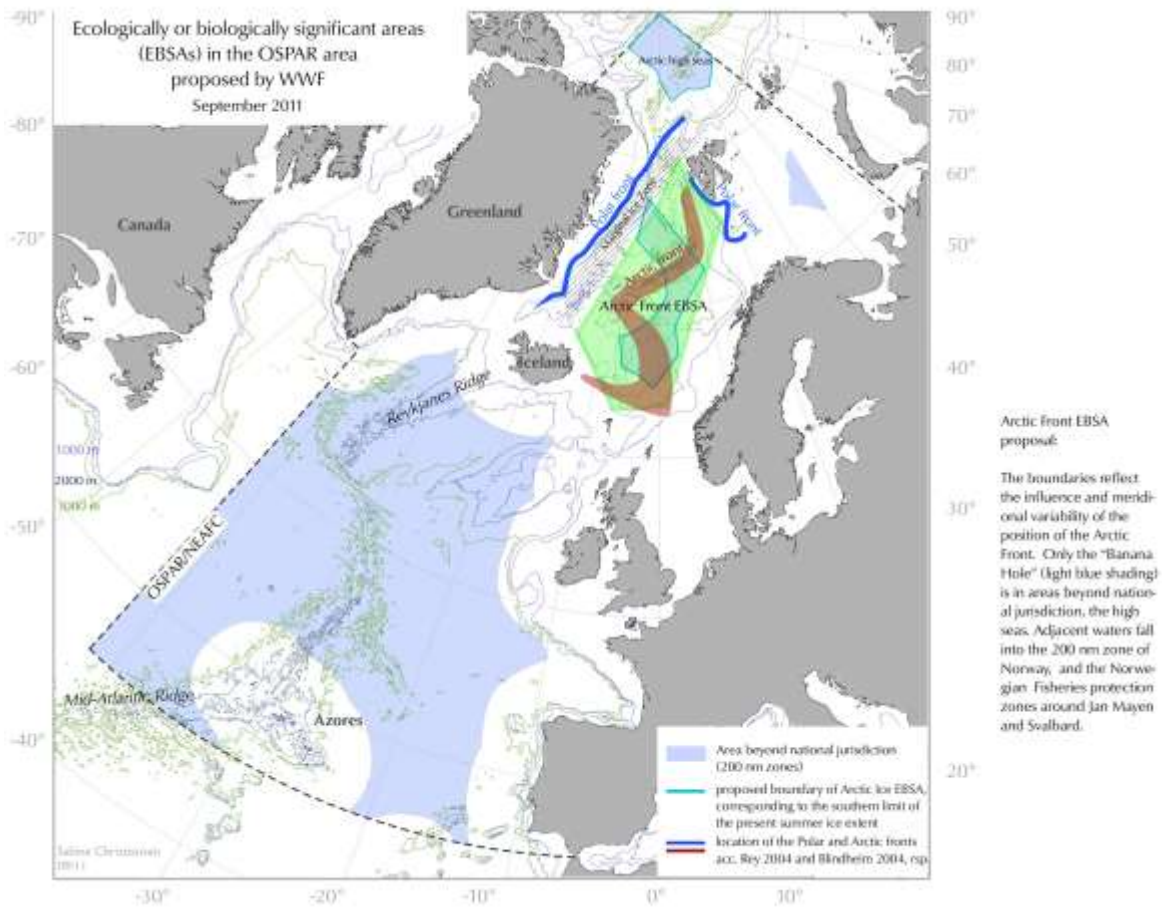 Ecologically or biologically significant areas
(EBSAs) in the OSPAR area
proposed by WWF
September 2011
-90°
-80°
-70°
-60°
-50°
-40°
90°
80°
70°
60°
50°
40°
30°
20°
-30°
-20°
-10°
0°
10°
Arctic high seas
Canada
Greenland
Polar front
Marginal Ice Zone
Polar front
Arctic front
Arctic Front EBSA
Iceland
Reykjanes Ridge
1000 m
2000 m
3000 m
OSPAR/NEAFC
Mid-Atlantic Ridge
Azores
Area beyond national jurisdiction
(200 nm zones)
proposed boundary of Arctic Ice EBSA,
corresponding to the southern limit of
the present summer ice extent
location of the Polar and Arctic fronts
acc. Rey 2004 and Blindheim 2004, rsp.
Arctic Front EBSA
proposal:
The boundaries reflect
the influence and meridi-
onal variability of the
position of the Arctic
Front. Only the "Banana
Hole" (light blue shading)
is in areas beyond nation-
al jurisdiction, the high
seas. Adjacent waters fall
into the 200 nm zone of
Norway, and the Norwe-
gian Fisheries protection
zones around Jan Mayen
and Svalbard.